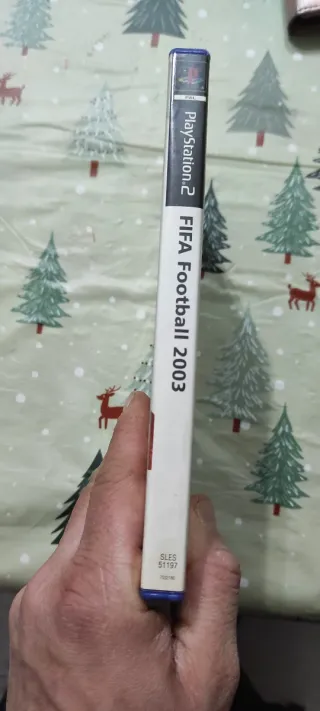 PlayStation.2
FIFA Football 2003
SLES
51197